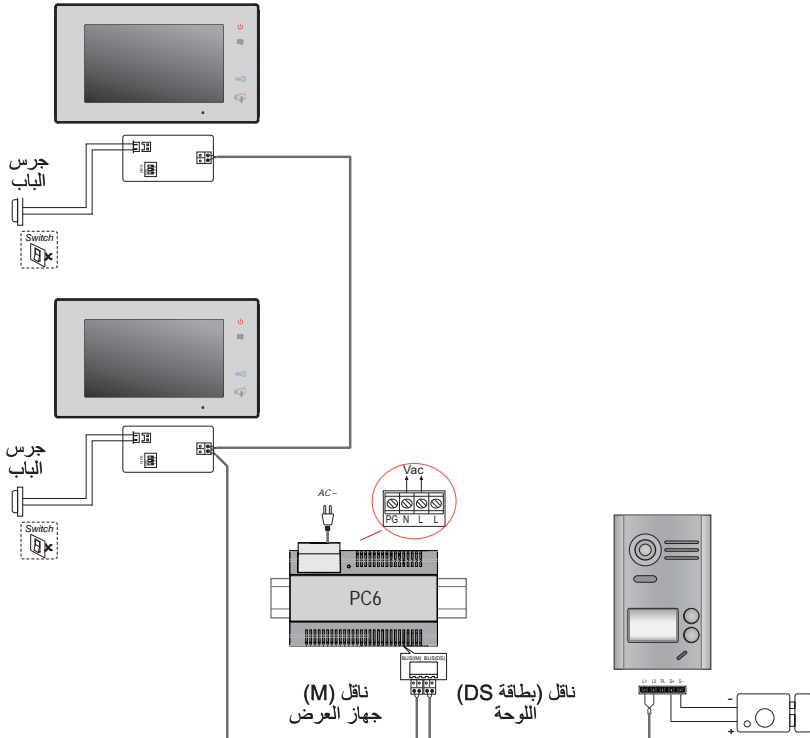 جرس
الباب
Switch
جرس
الباب
Switch
AC~
Vac
PG N L L
PC6
BUS(IM) BUS(DS)
ناقل (M)
جهاز العرض
ناقل (بطاقة DS)
اللوحة
L1 L2 PL S+ S-
-
+